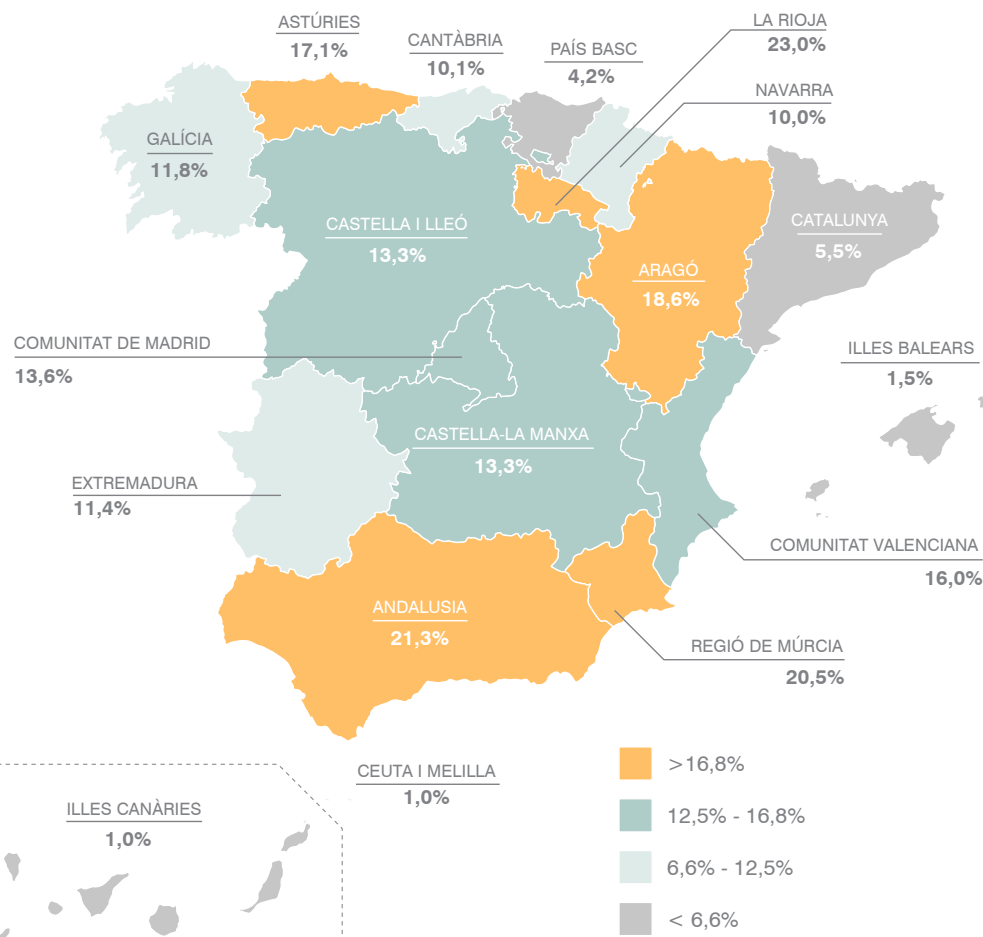 ASTÚRIES
17,1%
CANTÀBRIA
10,1%
PAÍS BASC
4,2%
LA RIOJA
23,0%
NAVARRA
10,0%
GALÍCIA
11,8%
CASTELLA I LLEÓ
13,3%
CATALUNYA
5,5%
ARAGÓ
18,6%
COMUNITAT DE MADRID
13,6%
ILLES BALEARS
1,5%
CASTELLA-LA MANXA
13,3%
EXTREMADURA
11,4%
COMUNITAT VALENCIANA
16,0%
ANDALUSIA
21,3%
REGIÓ DE MÚRCIA
20,5%
CEUTA I MELILLA
1,0%
ILLES CANÀRIES
1,0%
>16,8%
12,5% - 16,8%
6,6% - 12,5%
< 6,6%